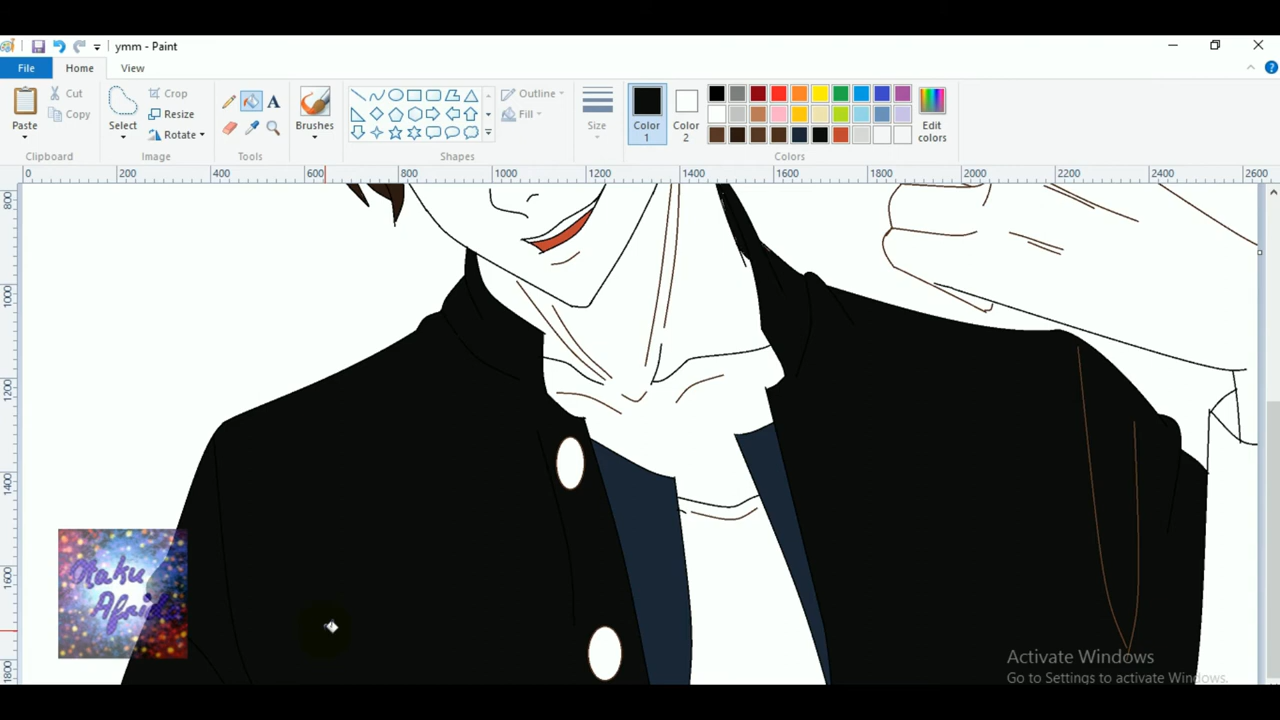 ymm - Paint
File Home View
Paste Cut Copy
Select Crop Resize Rotate
A
Brushes
Outline Fill
Size
Color 1
Color 2
Edit colors
Clipboard Image Tools Shapes Colors
0 200 400 600 800 1000 1200 1400 1600 1800 2000 2200 2400 2600
800
1000
1200
1400
1600
1800
Otaku
Activate Windows
Go to Settings to activate Windows.